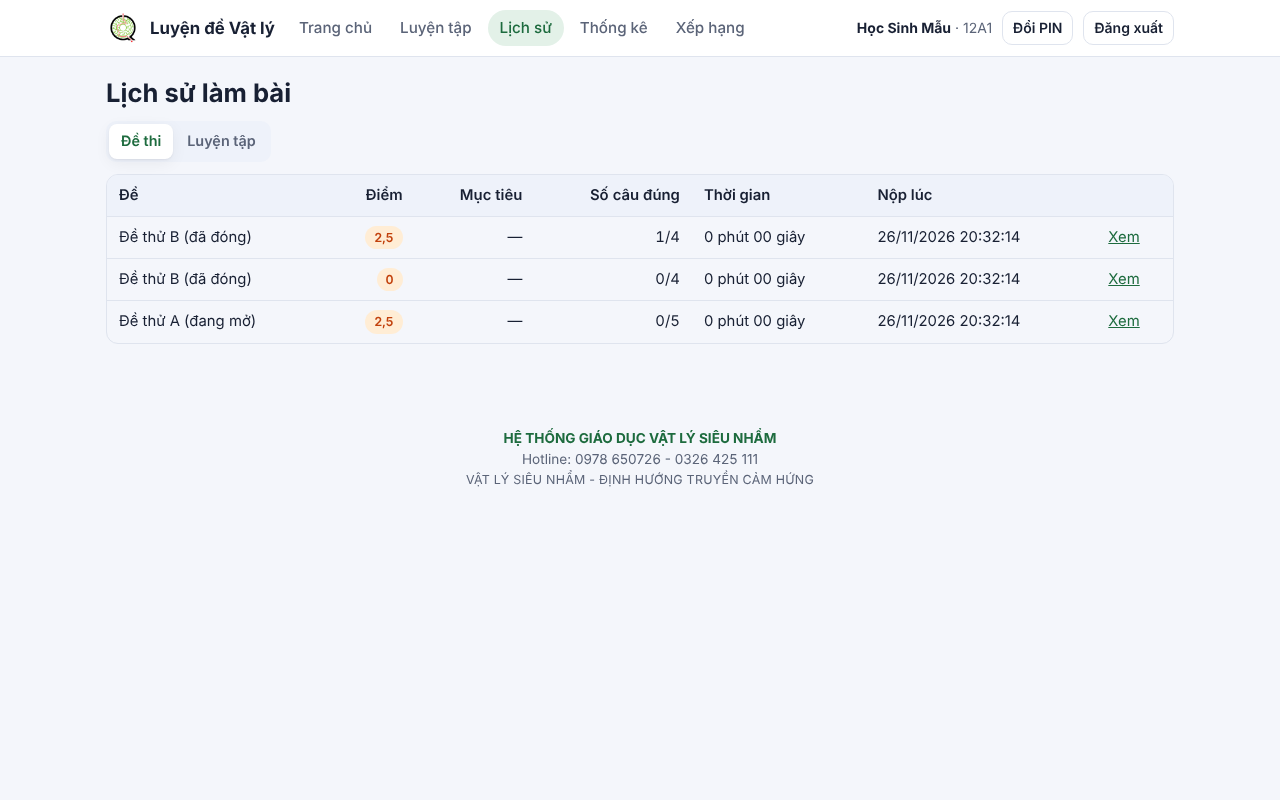 Luyện đề Vật lý Trang chủ Luyện tập Lịch sử Thống kê Xếp hạng Học Sinh Mẫu · 12A1 Đổi PIN Đăng xuất
Lịch sử làm bài
Đề thi Luyện tập
Đề Điểm Mục tiêu Số câu đúng Thời gian Nộp lúc
Đề thử B (đã đóng) 2,5 — 1/4 0 phút 00 giây 26/11/2026 20:32:14 Xem
Đề thử B (đã đóng) 0 — 0/4 0 phút 00 giây 26/11/2026 20:32:14 Xem
Đề thử A (đang mở) 2,5 — 0/5 0 phút 00 giây 26/11/2026 20:32:14 Xem
HỆ THỐNG GIÁO DỤC VẬT LÝ SIÊU NHẨM
Hotline: 0978 650726 - 0326 425 111
VẬT LÝ SIÊU NHẨM - ĐỊNH HƯỚNG TRUYỀN CẢM HỨNG